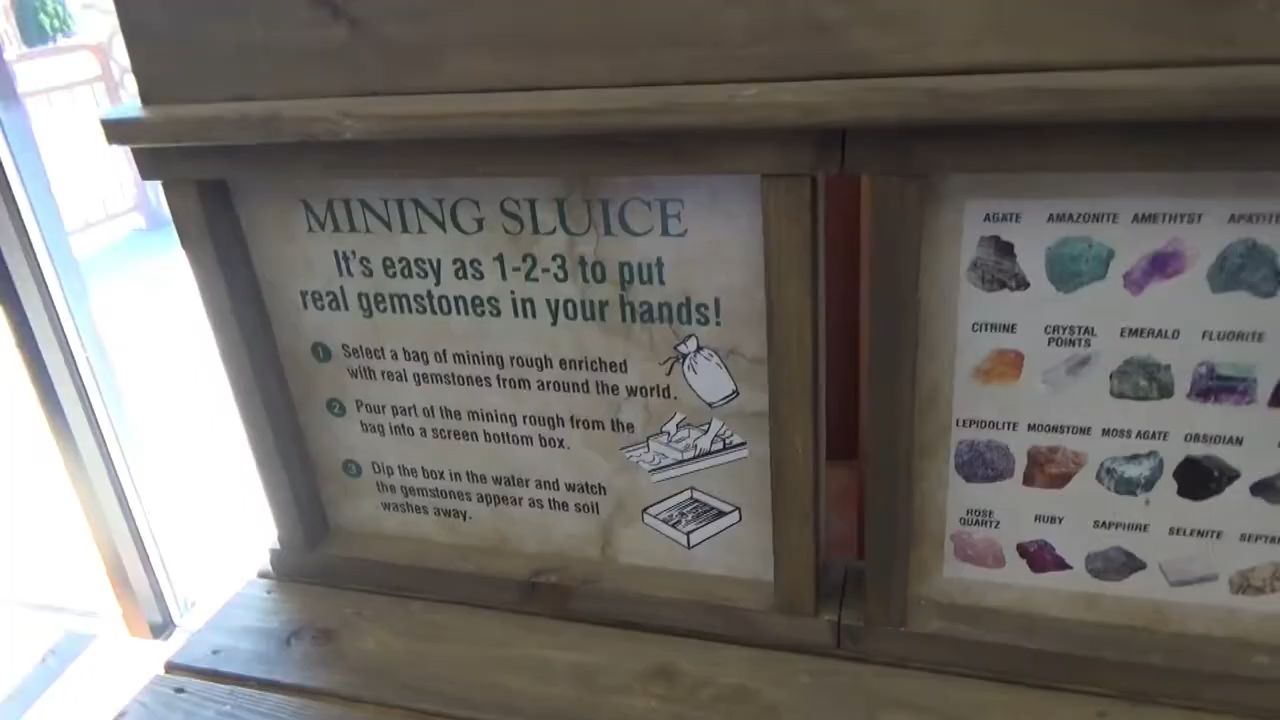 MINING SLUICE
It's easy as 1-2-3 to put
real gemstones in your hands!
1 Select a bag of mining rough enriched
with real gemstones from around the world.
2 Pour part of the mining rough from the
bag into a screen bottom box.
3 Dip the box in the water and watch
the gemstones appear as the soil
washes away.
AGATE AMAZONITE AMETHYST
CITRINE CRYSTAL POINTS EMERALD FLUORITE
LEPIDOLITE MOONSTONE MOSS AGATE OBSIDIAN
ROSE QUARTZ RUBY SAPPHIRE SELENITE